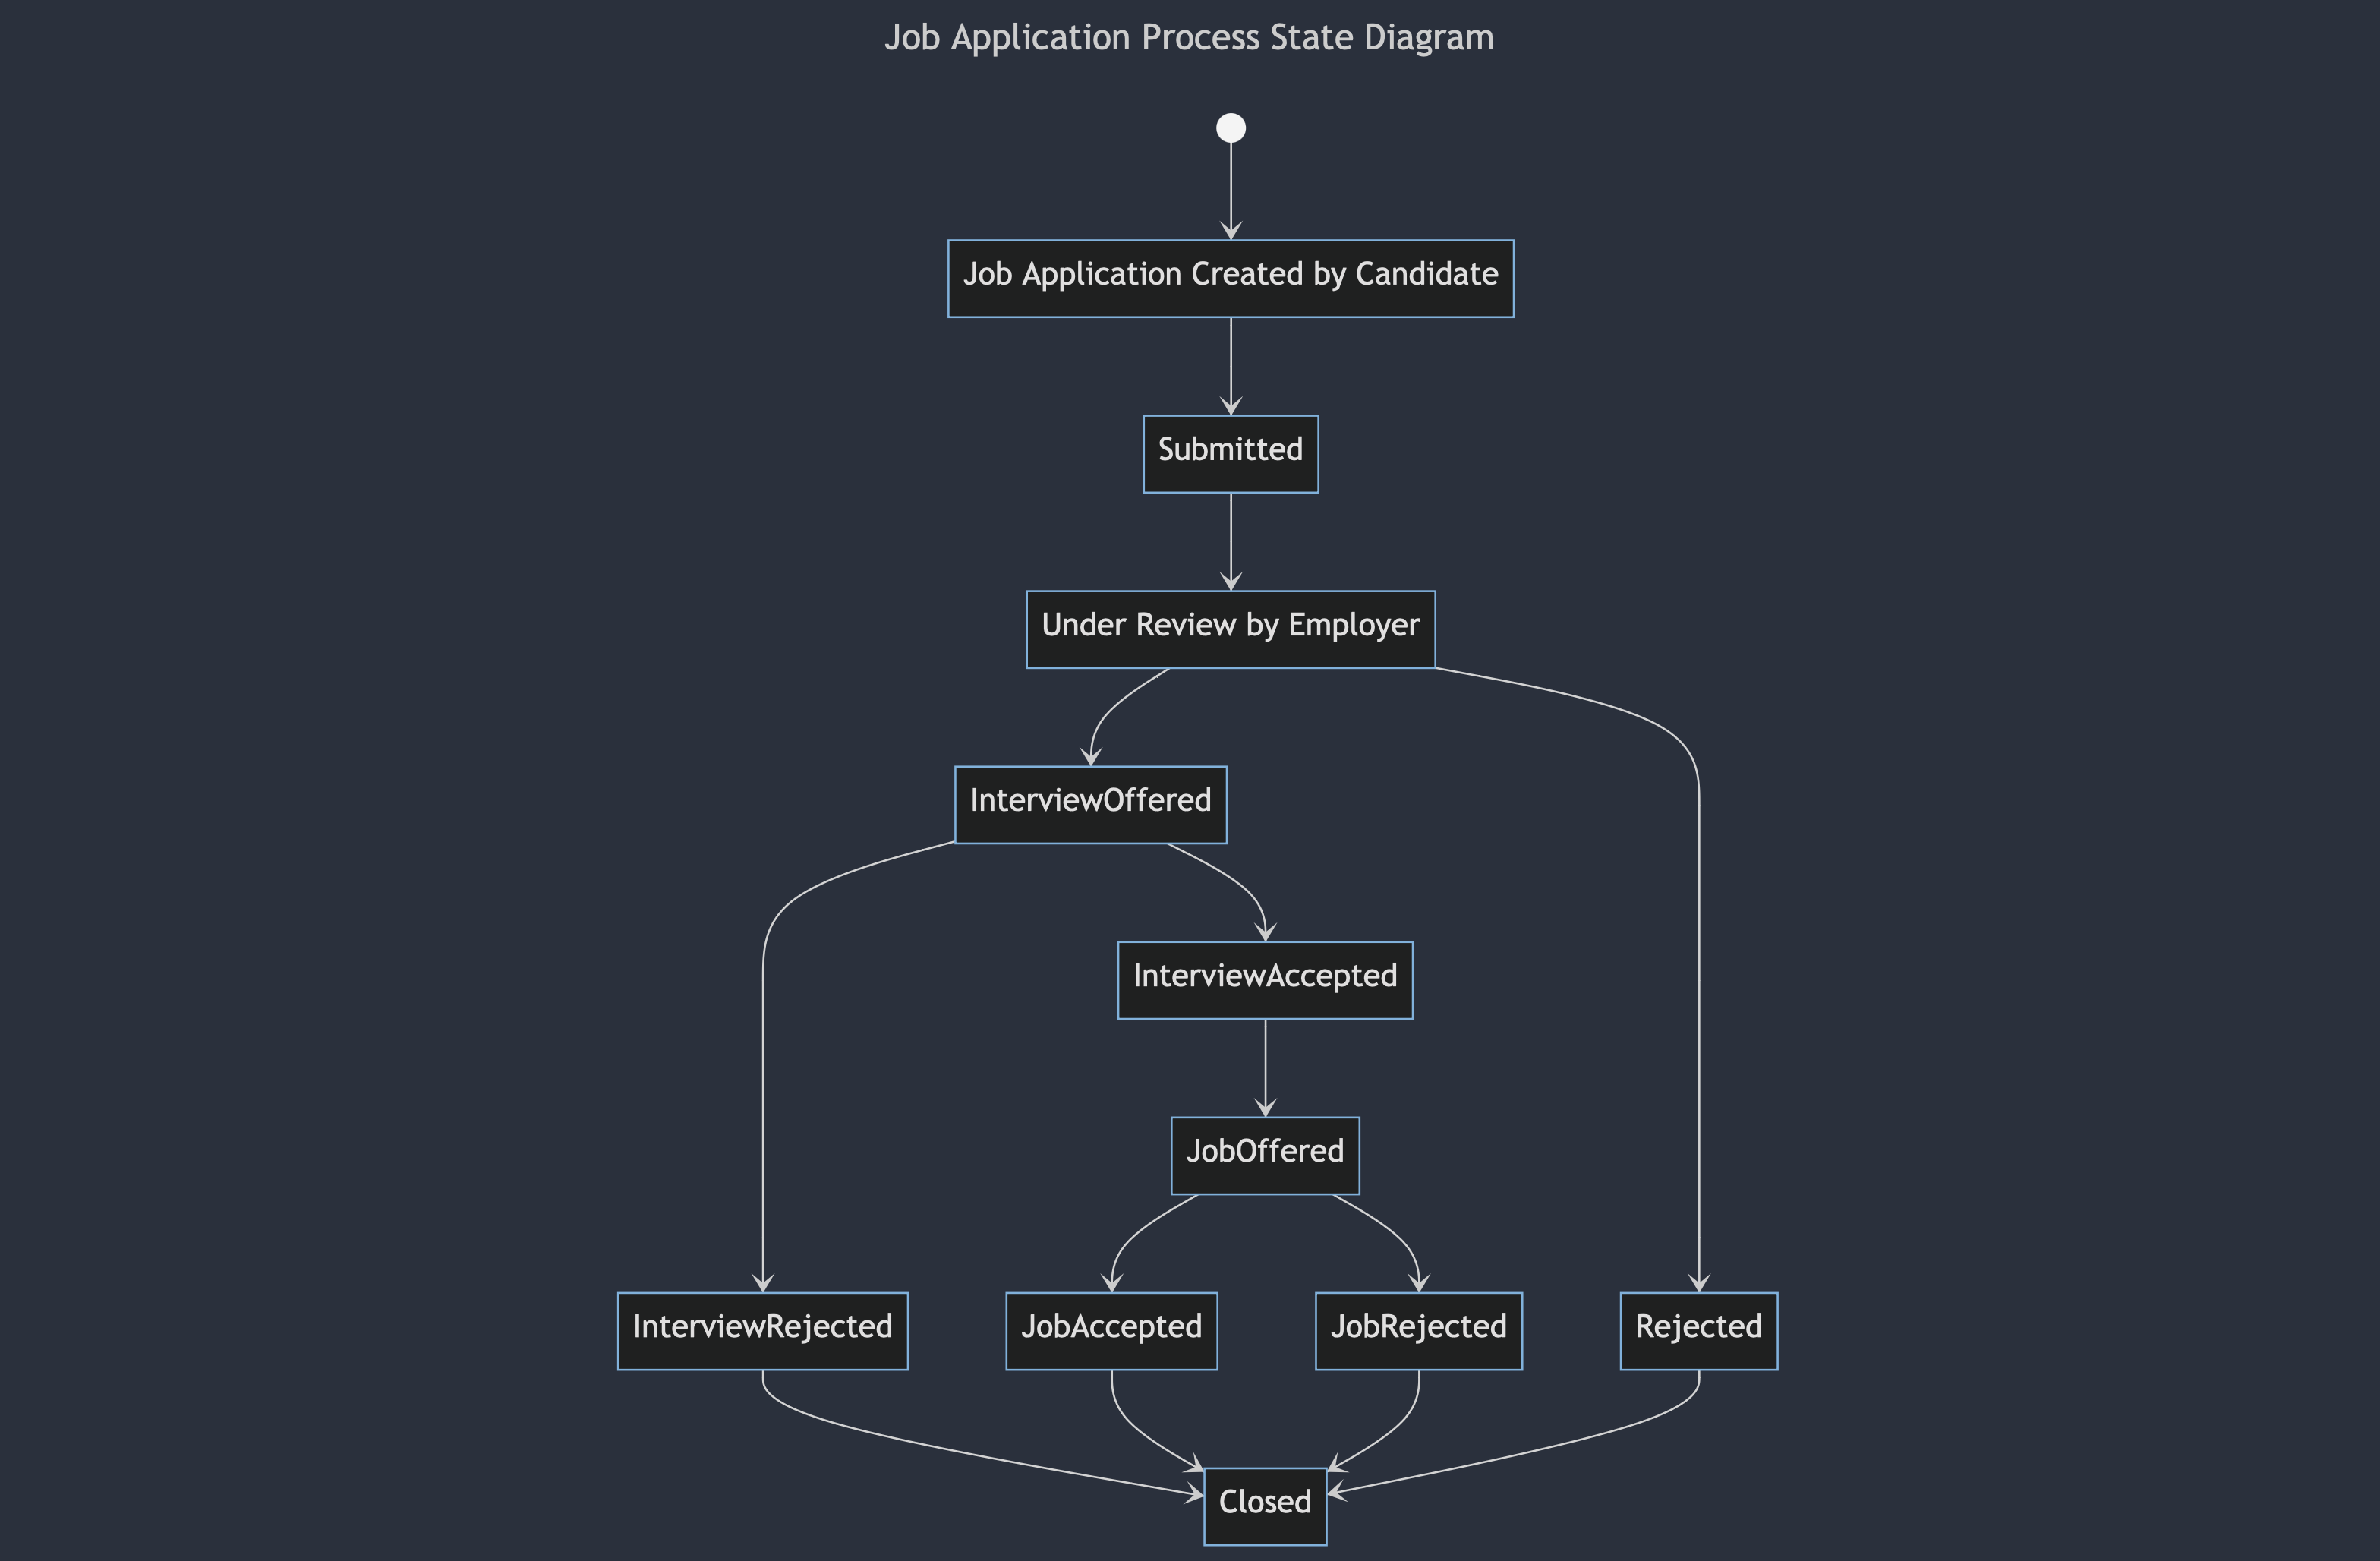 Job Application Process State Diagram
Job Application Created by Candidate
Submitted
Under Review by Employer
InterviewOffered
InterviewAccepted
JobOffered
InterviewRejected
JobAccepted
JobRejected
Rejected
Closed